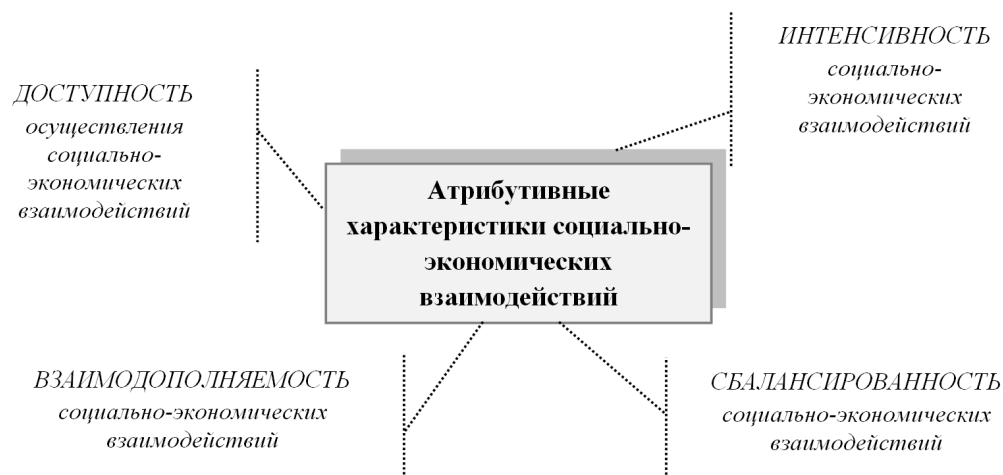 ИНТЕНСИВНОСТЬ
социально-
экономических
взаимодействий
ДОСТУПНОСТЬ
осуществления
социально-
экономических
взаимодействий
Атрибутивные
характеристики социально-
экономических
взаимодействий
ВЗАИМОДОПОЛНЯЕМОСТЬ
социально-экономических
взаимодействий
СБАЛАНСИРОВАННОСТЬ
социально-экономических
взаимодействий